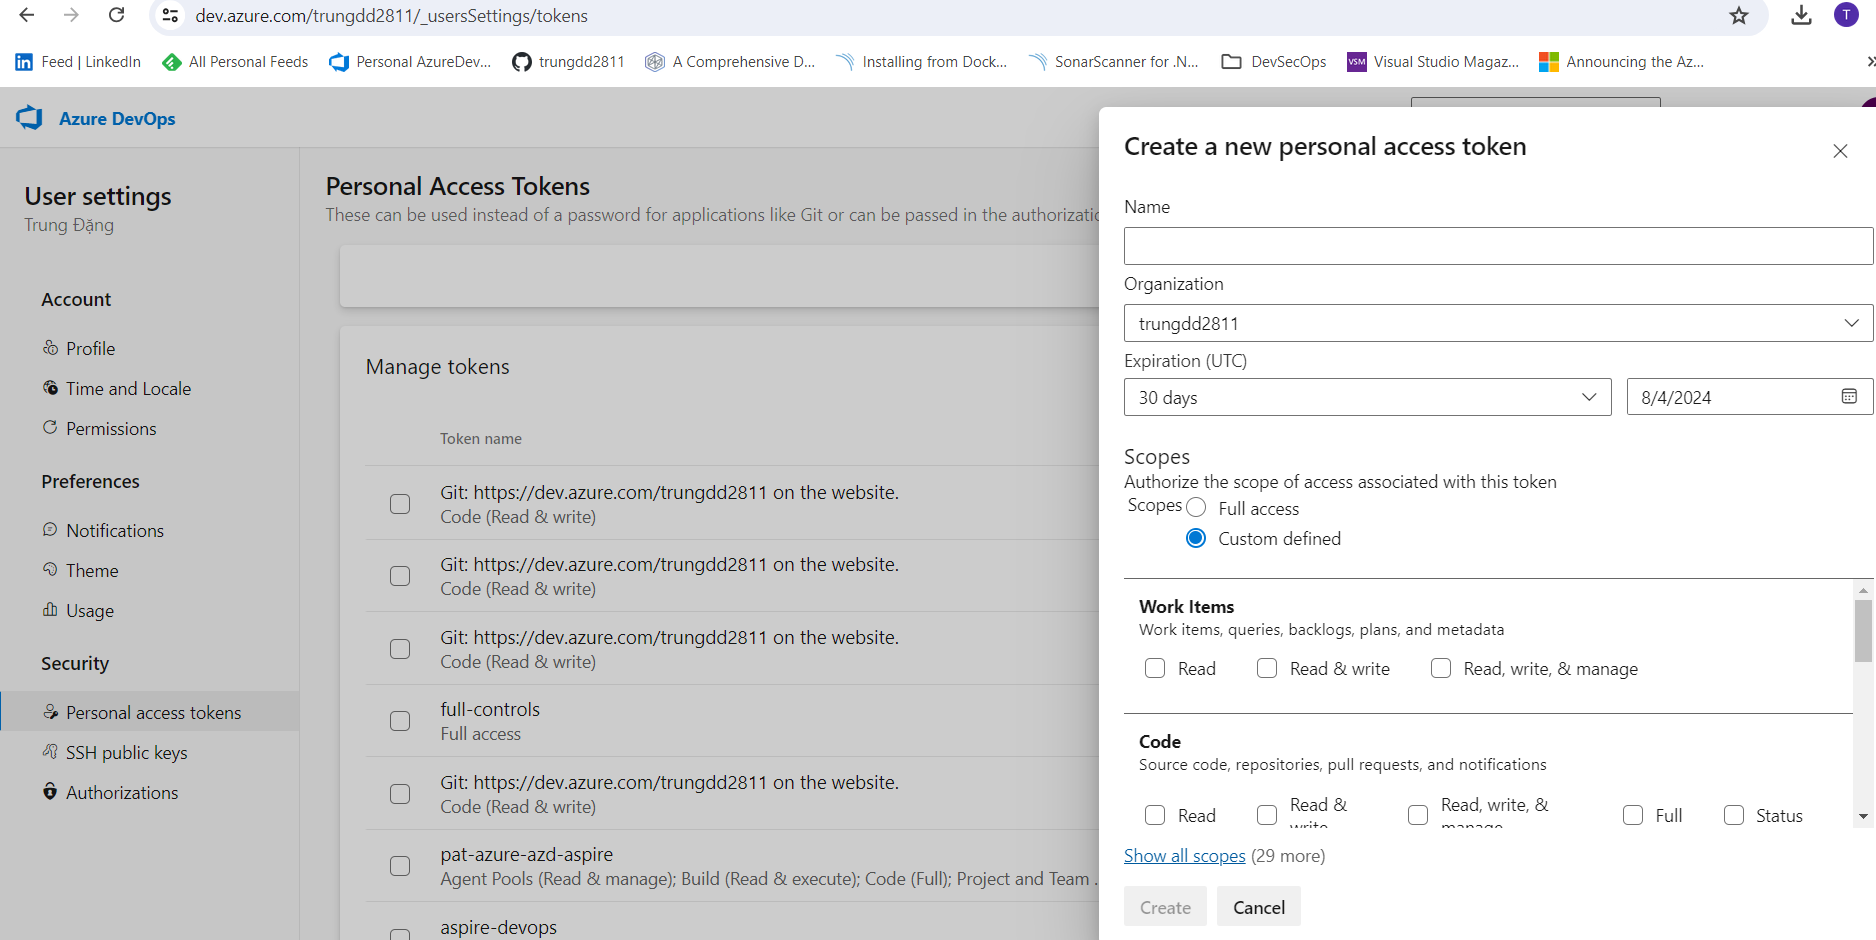 dev.azure.com/trungdd2811/_usersSettings/tokens
T
Feed | LinkedIn
All Personal Feeds
Personal AzureDev...
trungdd2811
A Comprehensive D...
Installing from Dock...
SonarScanner for .N...
DevSecOps
VSM
Visual Studio Magaz...
Announcing the Az...
Azure DevOps
User settings
Trung Đặng
Account
Profile
Time and Locale
Permissions
Preferences
Notifications
Theme
Usage
Security
Personal access tokens
SSH public keys
Authorizations
Personal Access Tokens
These can be used instead of a password for applications like Git or can be passed in the
Manage tokens
Token name
Git: https://dev.azure.com/trungdd2811 on the website.
Code (Read & write)
Git: https://dev.azure.com/trungdd2811 on the website.
Code (Read & write)
Git: https://dev.azure.com/trungdd2811 on the website.
Code (Read & write)
full-controls
Full access
Git: https://dev.azure.com/trungdd2811 on the website.
Code (Read & write)
pat-azure-azd-aspire
Agent Pools (Read & manage); Build (Read & execute); Code (Full); Project and Team .
aspire-devops
Create a new personal access token
Name
Organization
trungdd2811
Expiration (UTC)
30 days
8/4/2024
Scopes
Authorize the scope of access associated with this token
Scopes
Full access
Custom defined
Work Items
Work items, queries, backlogs, plans, and metadata
Read
Read & write
Read, write, & manage
Code
Source code, repositories, pull requests, and notifications
Read
Read &
write
Read, write, &
manage
Full
Status
Show all scopes (29 more)
Create
Cancel